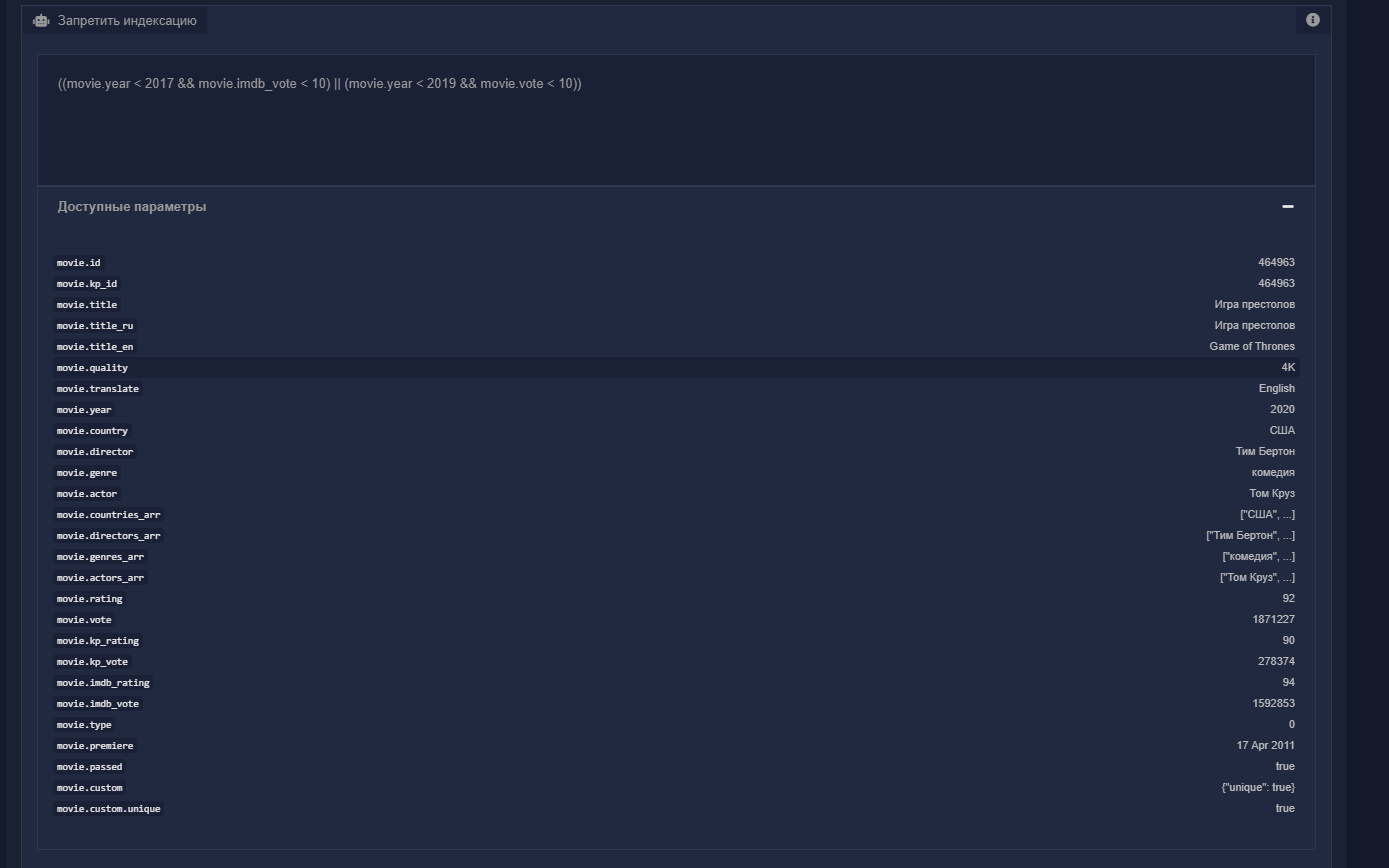 Запретить индексацию
((movie.year < 2017 && movie.imdb_vote < 10) || (movie.year < 2019 && movie.vote < 10))
Доступные параметры
movie.id 464963
movie.kp_id 464963
movie.title Игра престолов
movie.title_ru Игра престолов
movie.title_en Game of Thrones
movie.quality 4K
movie.translate English
movie.year 2020
movie.country США
movie.director Тим Бертон
movie.genre комедия
movie.actor Том Круз
movie.countries_arr ["США", ...]
movie.directors_arr ["Тим Бертон", ...]
movie.genres_arr ["комедия", ...]
movie.actors_arr ["Том Круз", ...]
movie.rating 92
movie.vote 1871227
movie.kp_rating 90
movie.kp_vote 278374
movie.imdb_rating 94
movie.imdb_vote 1592853
movie.type 0
movie.premiere 17 Apr 2011
movie.passed true
movie.custom {"unique": true}
movie.custom.unique true